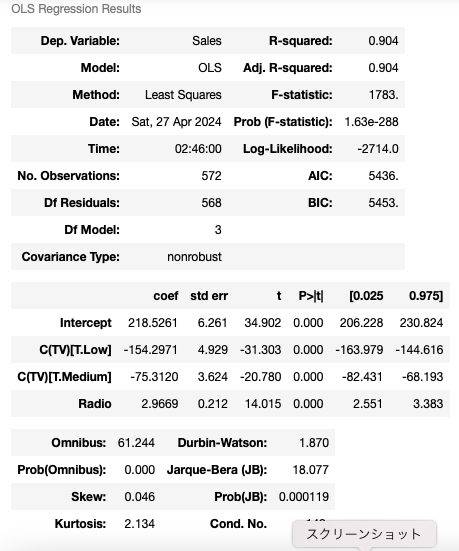 OLS Regression Results
Dep. Variable: Sales R-squared: 0.904
Model: OLS Adj. R-squared: 0.904
Method: Least Squares F-statistic: 1783.
Date: Sat, 27 Apr 2024 Prob (F-statistic): 1.63e-288
Time: 02:46:00 Log-Likelihood: -2714.0
No. Observations: 572 AIC: 5436.
Df Residuals: 568 BIC: 5453.
Df Model: 3
Covariance Type: nonrobust
coef std err t P>|t| [0.025 0.975]
Intercept 218.5261 6.261 34.902 0.000 206.228 230.824
C(TV)[T.Low] -154.2971 4.929 -31.303 0.000 -163.979 -144.616
C(TV)[T.Medium] -75.3120 3.624 -20.780 0.000 -82.431 -68.193
Radio 2.9669 0.212 14.015 0.000 2.551 3.383
Omnibus: 61.244 Durbin-Watson: 1.870
Prob(Omnibus): 0.000 Jarque-Bera (JB): 18.077
Skew: 0.046 Prob(JB): 0.000119
Kurtosis: 2.134 Cond. No.
スクリーンショット